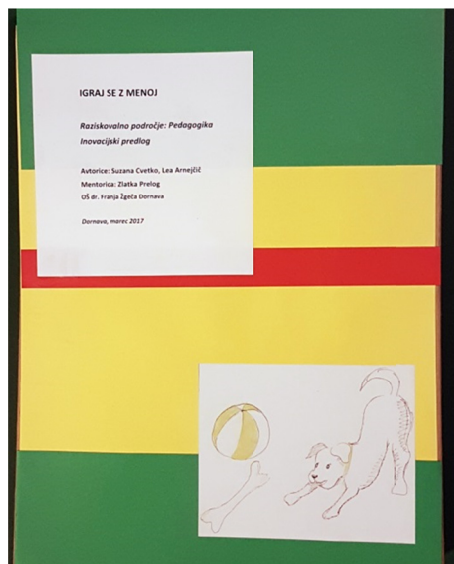 IGRAJ SE Z MENOJ
Raziskovalno področje: Pedagogika
Inovacijski predlog
Avtorice: Suzana Cvetko, Lea Arnejčič
Mentorica: Zlatka Prelog
OŠ dr. Franja Žgeča Dornava
Dornava, marec 2017